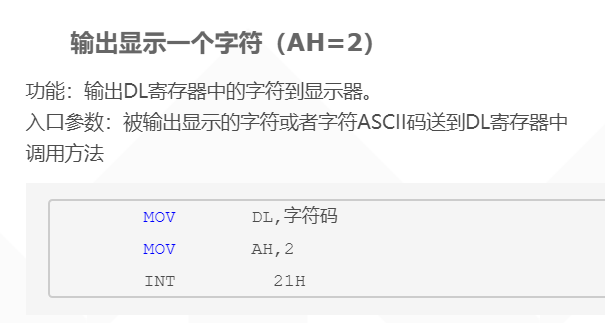 输出显示一个字符（AH=2）
功能：输出DL寄存器中的字符到显示器。
入口参数：被输出显示的字符或者字符ASCII码送到DL寄存器中
调用方法
MOV DL,字符码
MOV AH,2
INT 21H